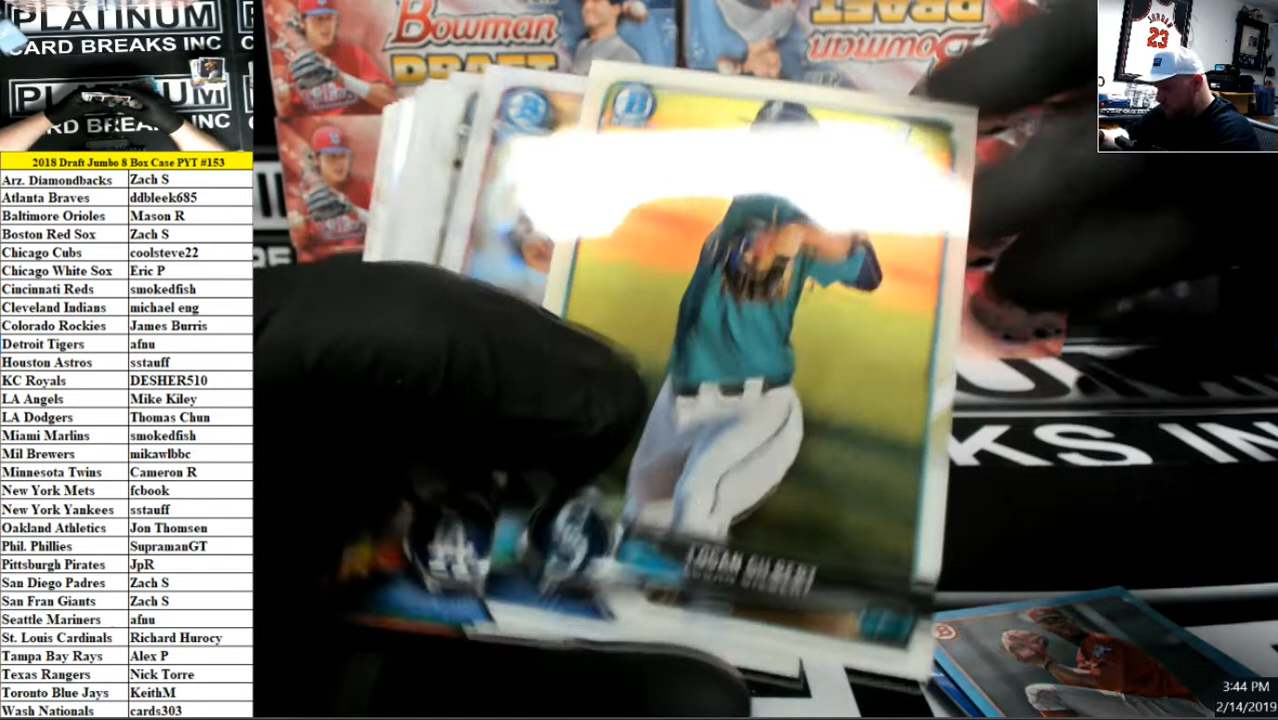 PLATINUM
CARD BREAKS INC
PLATINUM
CARD BREAKS INC
2018 Draft Jumbo 8 Box Case PYT #153
Arz. Diamondbacks Zach S
Atlanta Braves ddbleek685
Baltimore Orioles Mason R
Boston Red Sox Zach S
Chicago Cubs coolsteve22
Chicago White Sox Eric P
Cincinnati Reds smokedfish
Cleveland Indians michael eng
Colorado Rockies James Burris
Detroit Tigers afnu
Houston Astros sstauff
KC Royals DESHER510
LA Angels Mike Kiley
LA Dodgers Thomas Chun
Miami Marlins smokedfish
Mil Brewers mikawlbbc
Minnesota Twins Cameron R
New York Mets fcbook
New York Yankees sstauff
Oakland Athletics Jon Thomsen
Phil. Phillies SupramanGT
Pittsburgh Pirates JpR
San Diego Padres Zach S
San Fran Giants Zach S
Seattle Mariners afnu
St. Louis Cardinals Richard Hurocy
Tampa Bay Rays Alex P
Texas Rangers Nick Torre
Toronto Blue Jays KeithM
Wash Nationals cards303
Bowman
DRAFT
DRAFT
Bowman
B
LOGAN GILBERT
KS IN
JORDAN
23
3:44 PM
2/14/2019